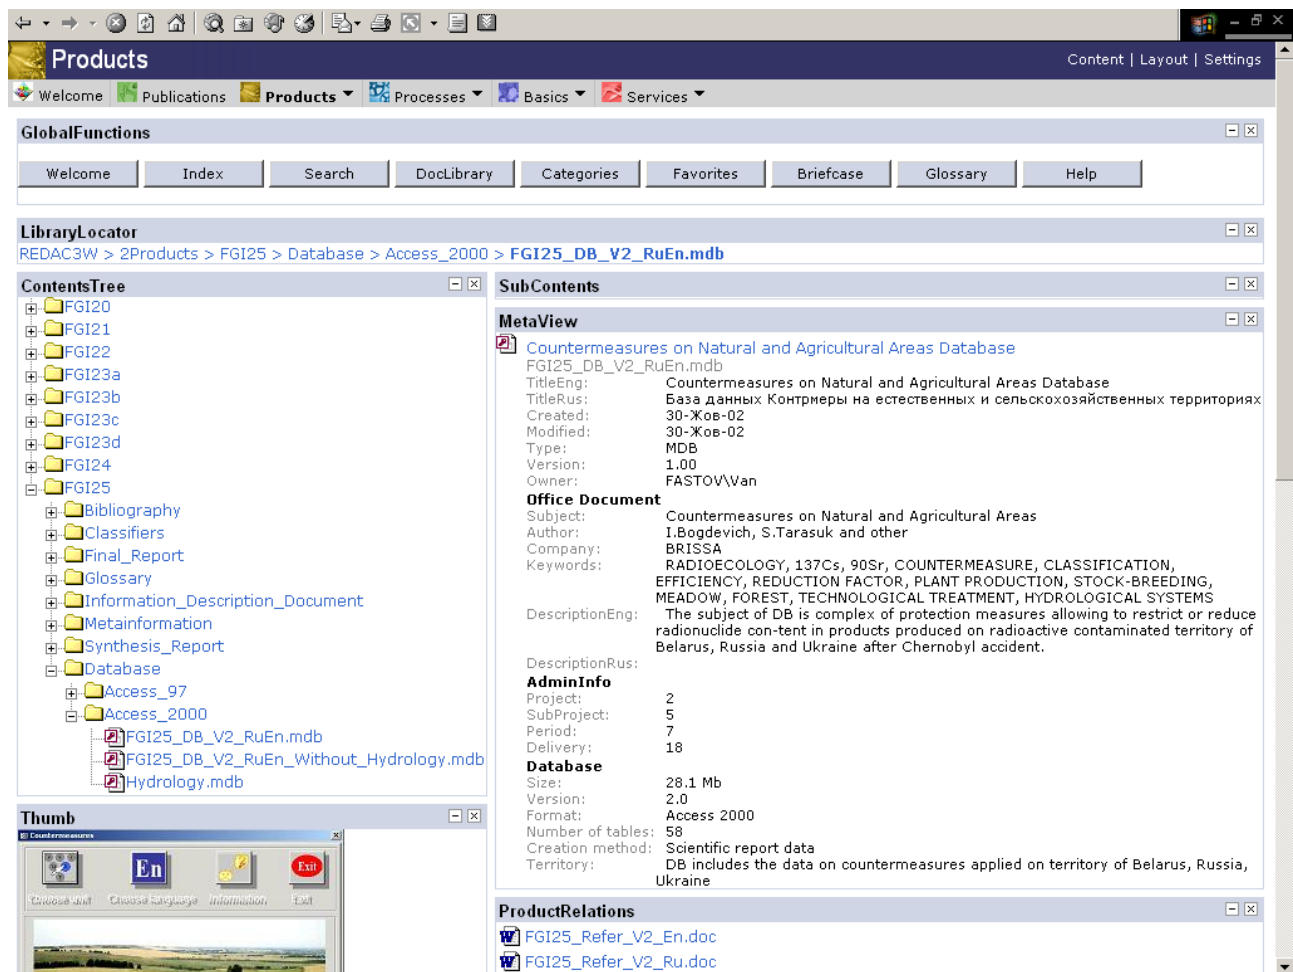 Products
Content | Layout | Settings
Welcome Publications Products Processes Basics Services
GlobalFunctions
Welcome Index Search DocLibrary Categories Favorites Briefcase Glossary Help
LibraryLocator
REDAC3W > 2Products > FGI25 > Database > Access_2000 > FGI25_DB_V2_RuEn.mdb
ContentsTree
FGI20
FGI21
FGI22
FGI23a
FGI23b
FGI23c
FGI23d
FGI24
FGI25
Bibliography
Classifiers
Final_Report
Glossary
Information_Description_Document
Metainformation
Synthesis_Report
Database
Access_97
Access_2000
FGI25_DB_V2_RuEn.mdb
FGI25_DB_V2_RuEn_Without_Hydrology.mdb
Hydrology.mdb
Thumb
Countermeasures
En
Exit
Choose unit Choose language Information Exit
SubContents
MetaView
Countermeasures on Natural and Agricultural Areas Database
FGI25_DB_V2_RuEn.mdb
TitleEng: Countermeasures on Natural and Agricultural Areas Database
TitleRus: База данных Контрмеры на естественных и сельскохозяйственных территориях
Created: 30-Жов-02
Modified: 30-Жов-02
Type: MDB
Version: 1.00
Owner: FASTOV\Van
Office Document
Subject: Countermeasures on Natural and Agricultural Areas
Author: I.Bogdevich, S.Tarasuk and other
Company: BRISSA
Keywords: RADIOECOLOGY, 137Cs, 90Sr, COUNTERMEASURE, CLASSIFICATION,
EFFICIENCY, REDUCTION FACTOR, PLANT PRODUCTION, STOCK-BREEDING,
MEADOW, FOREST, TECHNOLOGICAL TREATMENT, HYDROLOGICAL SYSTEMS
DescriptionEng: The subject of DB is complex of protection measures allowing to restrict or reduce
radionuclide con-tent in products produced on radioactive contaminated territory of
Belarus, Russia and Ukraine after Chernobyl accident.
DescriptionRus:
AdminInfo
Project: 2
SubProject: 5
Period: 7
Delivery: 18
Database
Size: 28.1 Mb
Version: 2.0
Format: Access 2000
Number of tables: 58
Creation method: Scientific report data
Territory: DB includes the data on countermeasures applied on territory of Belarus, Russia,
Ukraine
ProductRelations
FGI25_Refer_V2_En.doc
FGI25_Refer_V2_Ru.doc